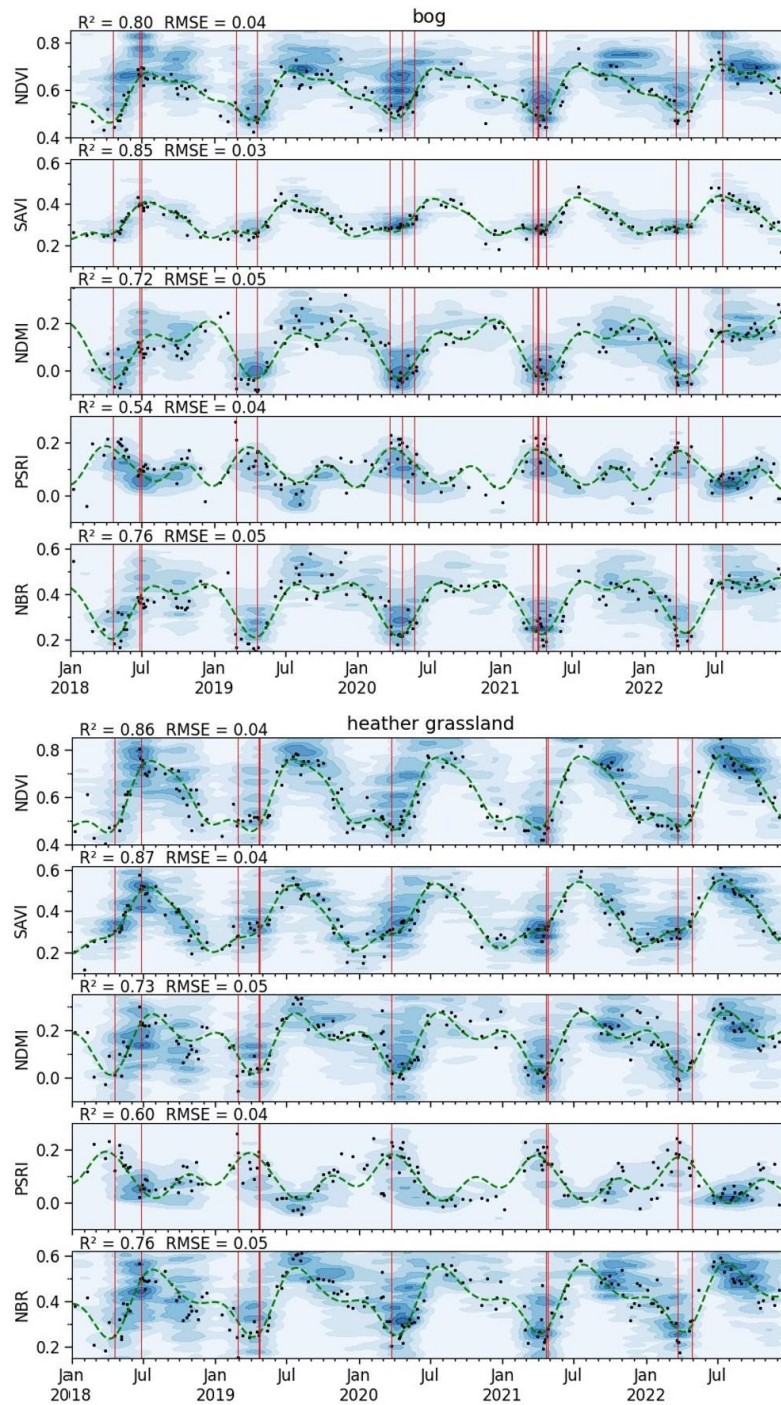 bog
R² = 0.80 RMSE = 0.04
0.8
0.6
0.4
NDVI
R² = 0.85 RMSE = 0.03
0.6
0.4
0.2
SAVI
R² = 0.72 RMSE = 0.05
0.2
0.0
NDMI
R² = 0.54 RMSE = 0.04
0.2
0.0
PSRI
R² = 0.76 RMSE = 0.05
0.6
0.4
0.2
NBR
Jan Jul Jan Jul Jan Jul Jan Jul Jan Jul
2018 2019 2020 2021 2022
heather grassland
R² = 0.86 RMSE = 0.04
0.8
0.6
0.4
NDVI
R² = 0.87 RMSE = 0.04
0.6
0.4
0.2
SAVI
R² = 0.73 RMSE = 0.05
0.2
0.0
NDMI
R² = 0.60 RMSE = 0.04
0.2
0.0
PSRI
R² = 0.76 RMSE = 0.05
0.6
0.4
0.2
NBR
Jan Jul Jan Jul Jan Jul Jan Jul Jan Jul
2018 2019 2020 2021 2022